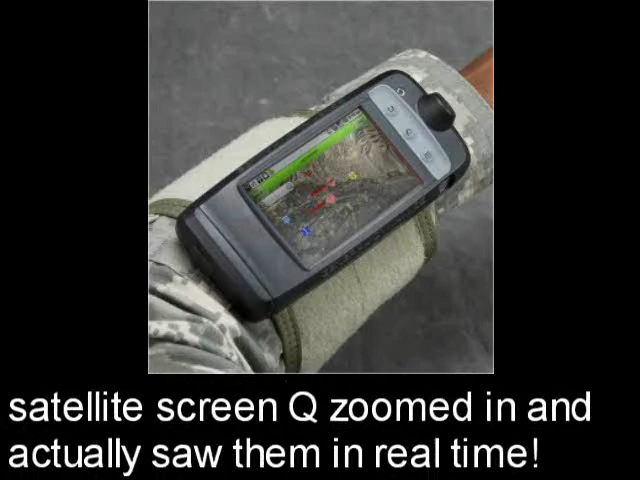 satellite screen Q zoomed in and
actually saw them in real time!